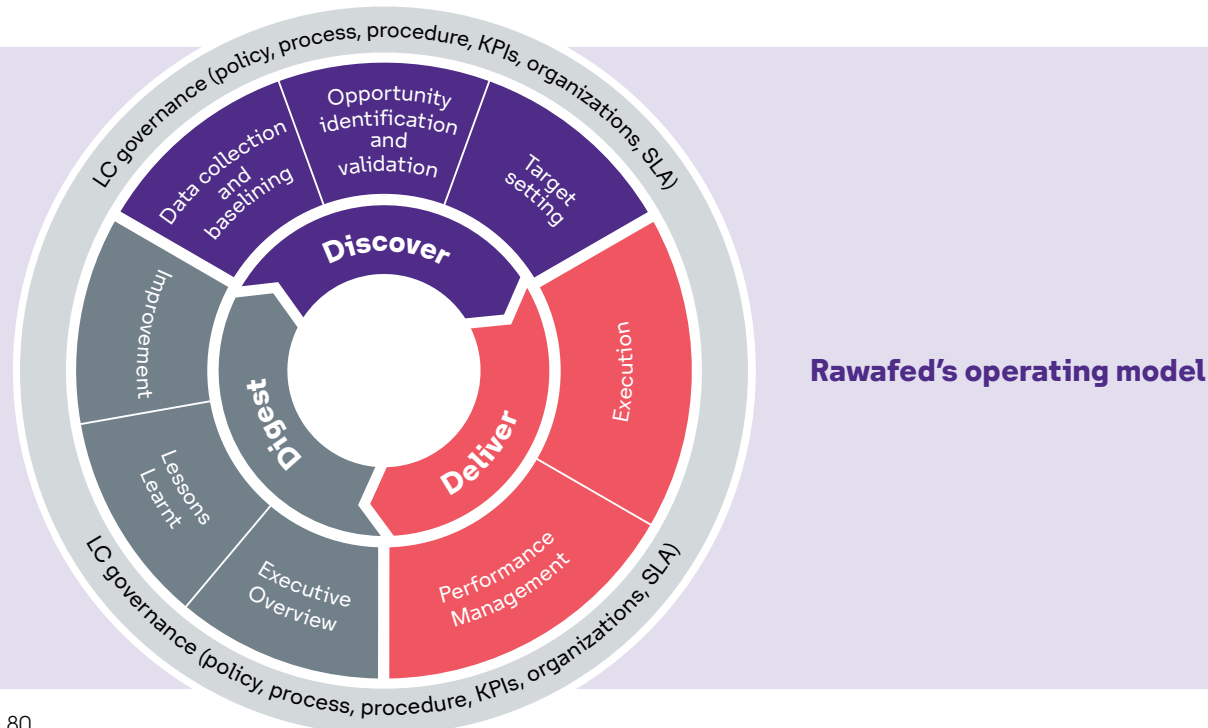 LC governance (policy, process, procedure, KPIs, organizations, SLA)
Data collection
and
baselining
Opportunity
identification
and
validation
Target
setting
Discover
Execution
Performance
Management
Deliver
Executive
Overview
Lessons
Learnt
Improvement
Digest
LC governance (policy, process, procedure, KPIs, organizations, SLA)
Rawafed’s operating model
80